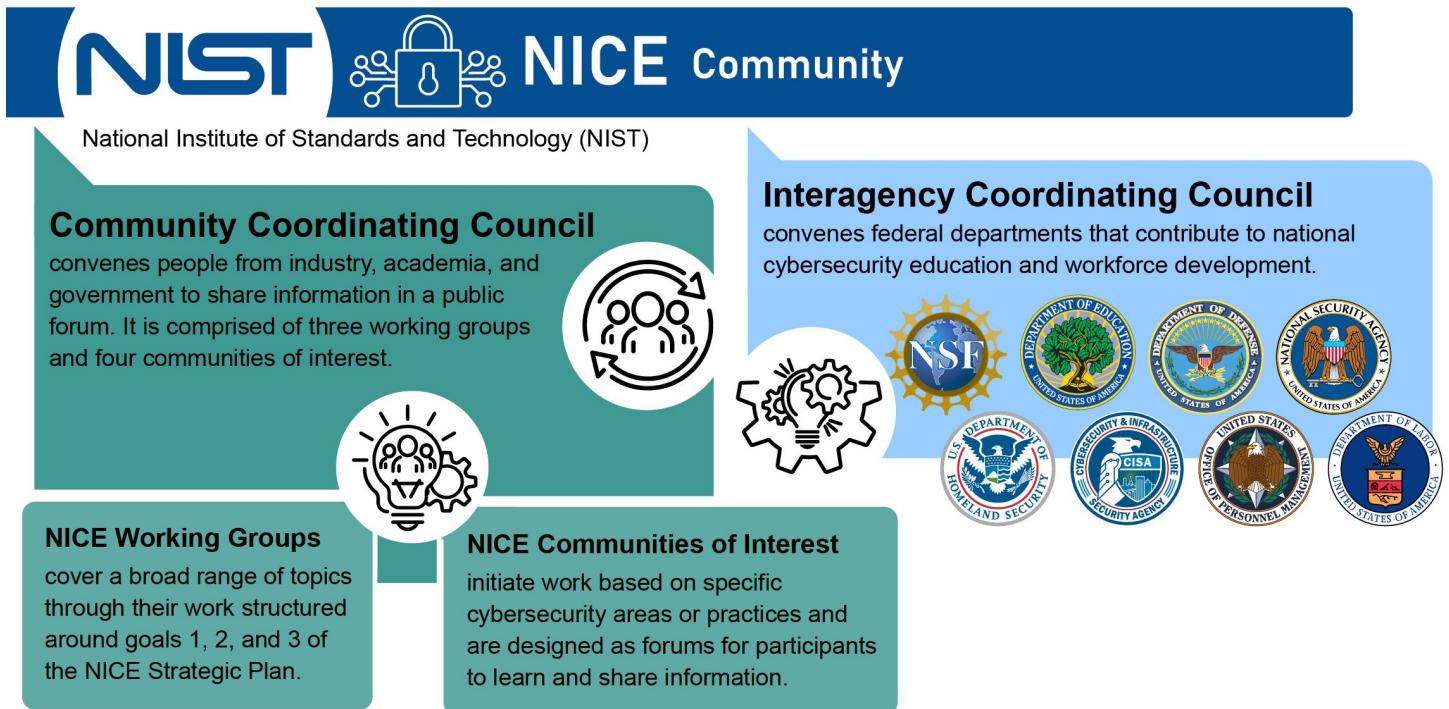 NIST
NICE Community
National Institute of Standards and Technology (NIST)
Community Coordinating Council
convenes people from industry, academia, and
government to share information in a public
forum. It is comprised of three working groups
and four communities of interest.
Interagency Coordinating Council
convenes federal departments that contribute to national
cybersecurity education and workforce development.
NSF
DEPARTMENT OF EDUCATION
UNITED STATES OF AMERICA
DEPARTMENT OF DEFENSE
UNITED STATES OF AMERICA
NATIONAL SECURITY AGENCY
UNITED STATES OF AMERICA
U.S. DEPARTMENT OF
HOMELAND SECURITY
CYBERSECURITY & INFRASTRUCTURE
CISA
SECURITY AGENCY
UNITED STATES
OFFICE OF PERSONNEL MANAGEMENT
DEPARTMENT OF LABOR
UNITED STATES OF AMERICA
NICE Working Groups
cover a broad range of topics
through their work structured
around goals 1, 2, and 3 of
the NICE Strategic Plan.
NICE Communities of Interest
initiate work based on specific
cybersecurity areas or practices and
are designed as forums for participants
to learn and share information.